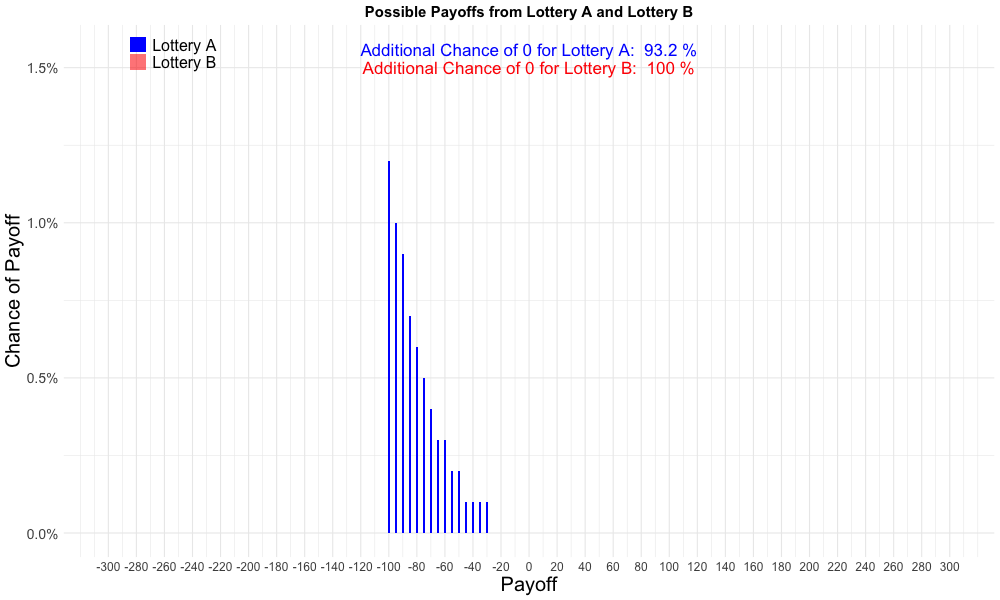 Possible Payoffs from Lottery A and Lottery B
Lottery A
Lottery B
Additional Chance of 0 for Lottery A:  93.2 %
Additional Chance of 0 for Lottery B:  100 %
Chance of Payoff
1.5%
1.0%
0.5%
0.0%
-300 -280 -260 -240 -220 -200 -180 -160 -140 -120 -100 -80 -60 -40 -20 0 20 40 60 80 100 120 140 160 180 200 220 240 260 280 300
Payoff